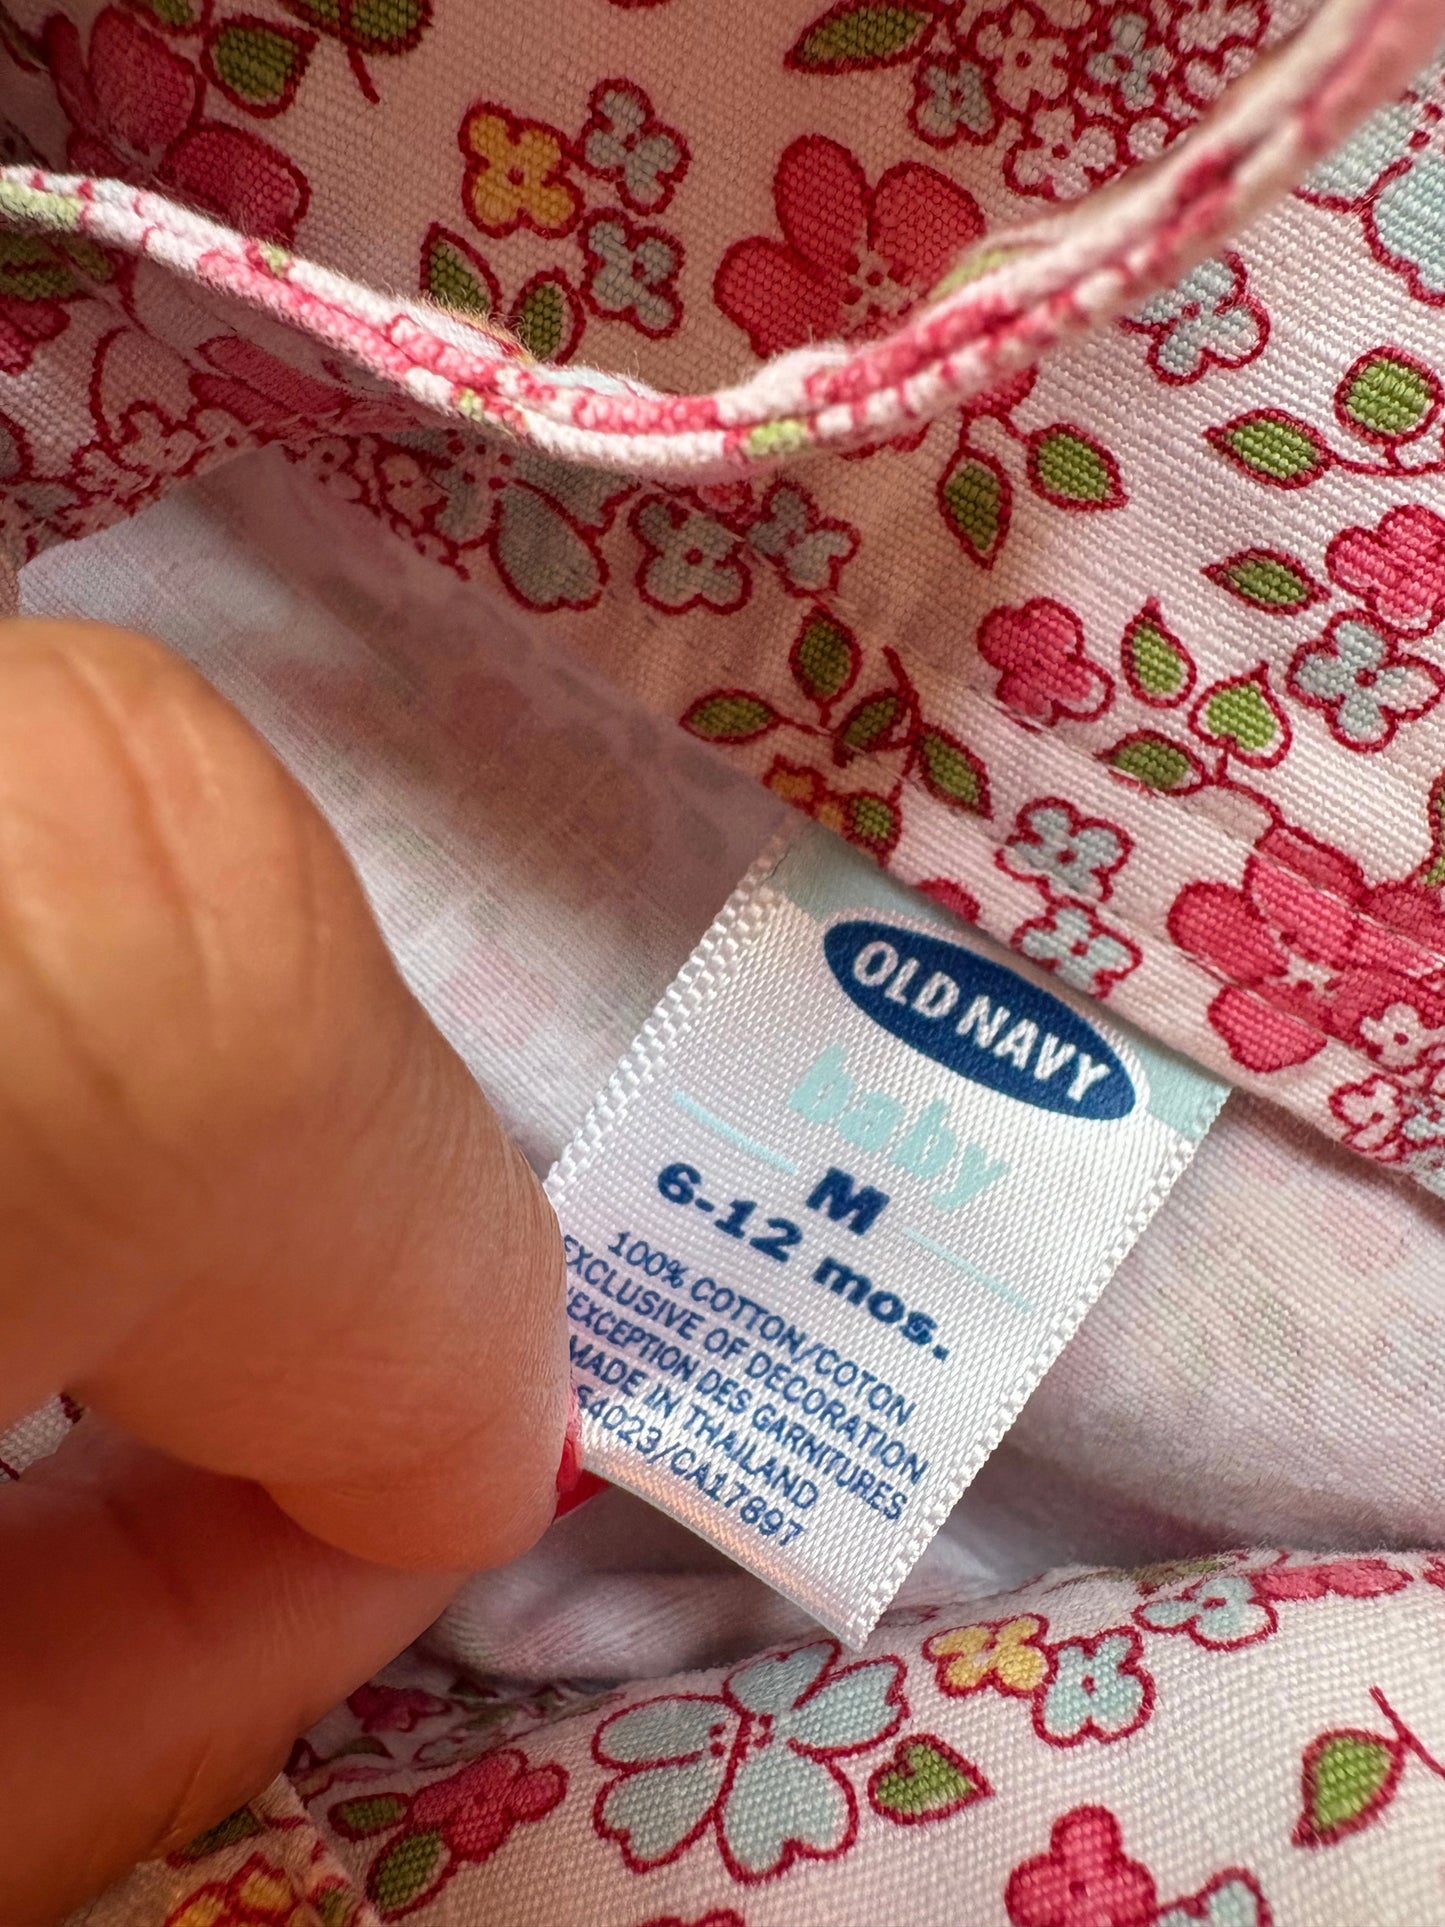 OLD NAVY
baby
M
6-12 mos.
100% COTTON/COTON
EXCLUSIVE OF DECORATION
EXCEPTION DES GARNITURES
MADE IN THAILAND
54023/CA17897